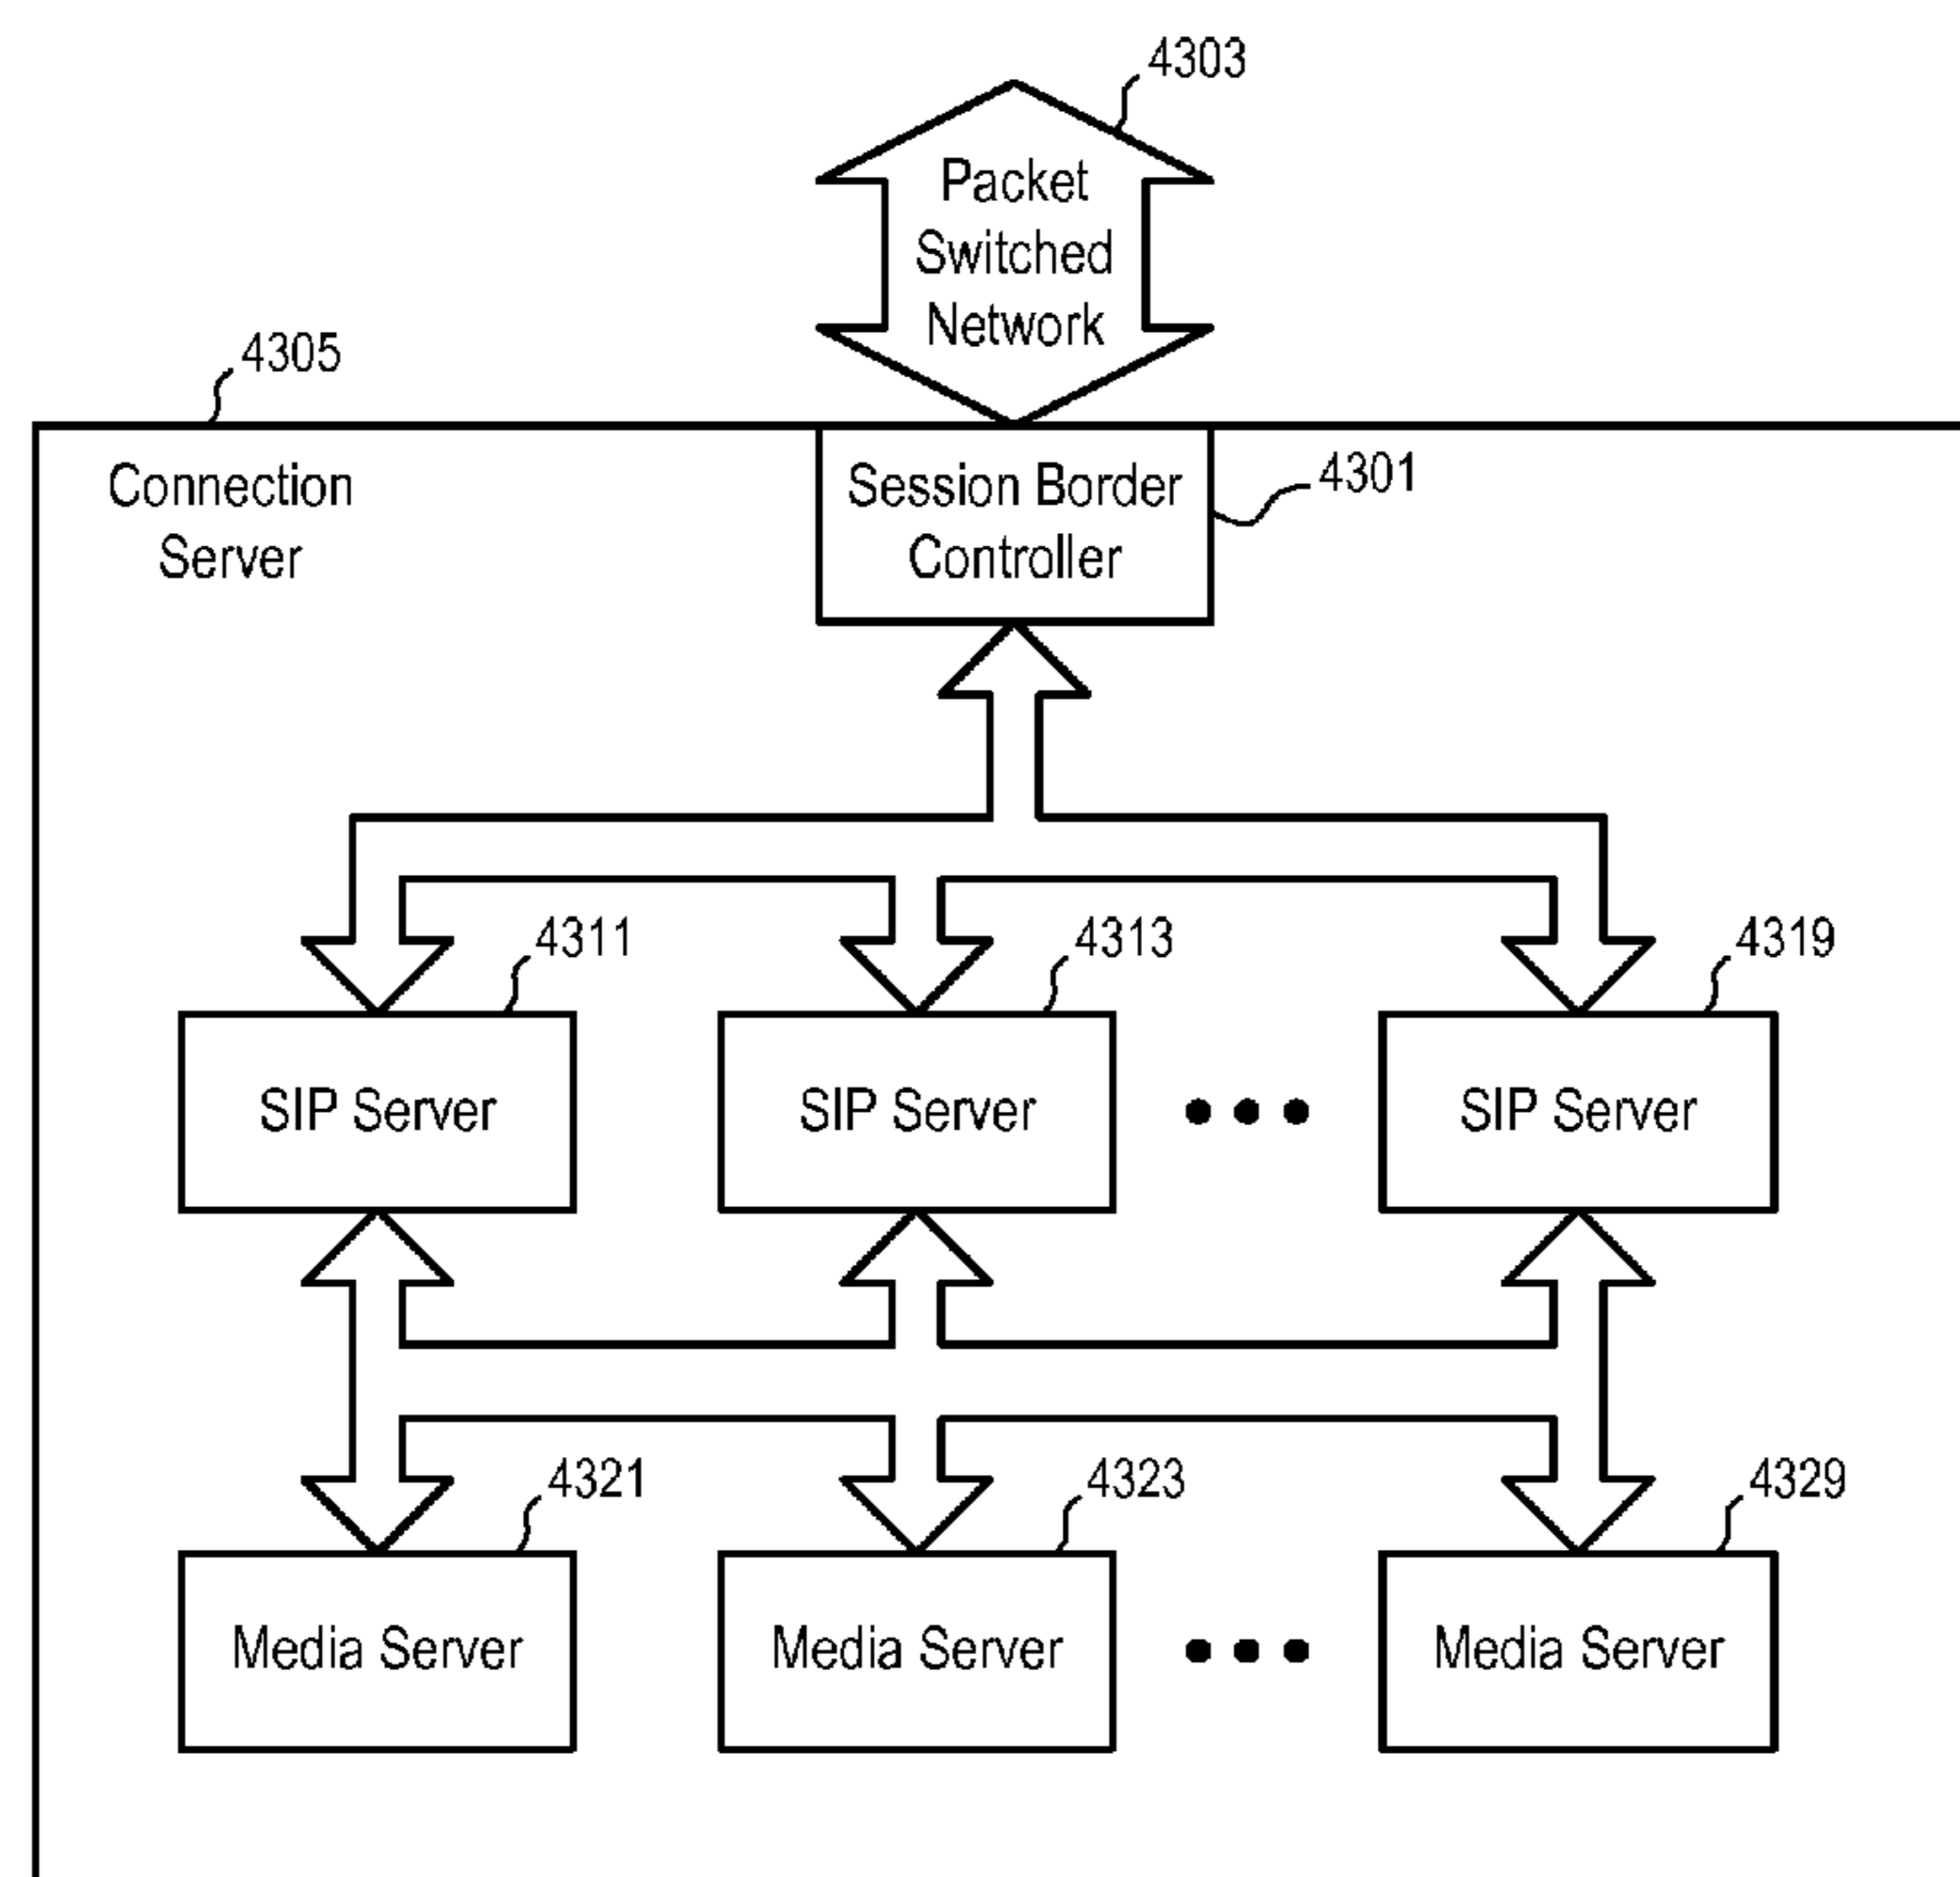 4303
Packet
Switched
Network
4305
Connection
Server
Session Border
Controller
4301
4311
4313
4319
SIP Server
SIP Server
SIP Server
4321
4323
4329
Media Server
Media Server
Media Server